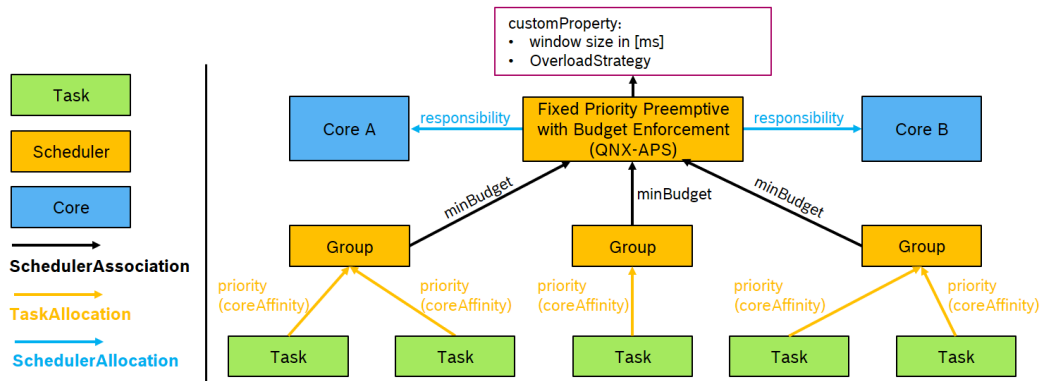 Task
Scheduler
Core
SchedulerAssociation
TaskAllocation
SchedulerAllocation
customProperty:
• window size in [ms]
• OverloadStrategy
Core A
responsibility
Fixed Priority Preemptive
with Budget Enforcement
(QNX-APS)
responsibility
Core B
minBudget
minBudget
minBudget
Group
Group
Group
priority
(coreAffinity)
priority
(coreAffinity)
priority
(coreAffinity)
priority
(coreAffinity)
priority
(coreAffinity)
Task
Task
Task
Task
Task